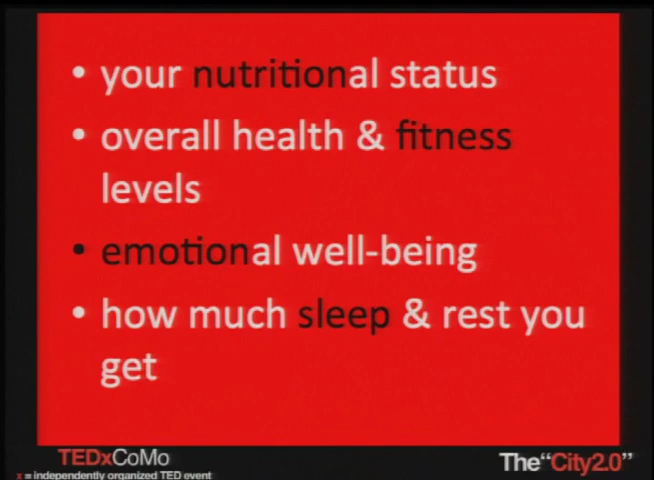 • your nutritional status
• overall health & fitness
levels
• emotional well-being
• how much sleep & rest you
get
TEDxCoMo
x = independently organized TED event
The“City2.0”